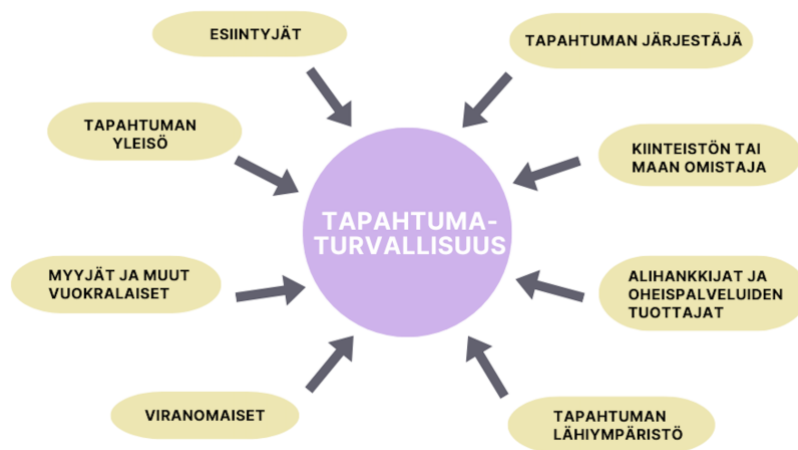 ESIINTYJÄT
TAPAHTUMAN JÄRJESTÄJÄ
TAPAHTUMAN
YLEISÖ
KIINTEISTÖN TAI
MAAN OMISTAJA
TAPAHTUMA-
TURVALLISUUS
MYYJÄT JA MUUT
VUOKRALAISET
ALIHANKKIJAT JA
OHEISPALVELUIDEN
TUOTTAJAT
VIRANOMAISET
TAPAHTUMAN
LÄHIYMPÄRISTÖ